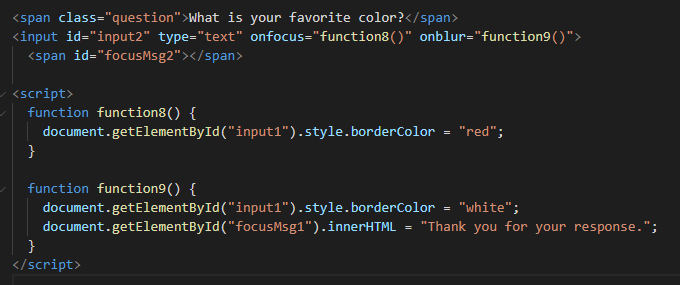 <span class="question">What is your favorite color?</span>
<input id="input2" type="text" onfocus="function8()" onblur="function9()">
<span id="focusMsg2"></span>
<script>
function function8() {
document.getElementById("input1").style.borderColor = "red";
}
function function9() {
document.getElementById("input1").style.borderColor = "white";
document.getElementById("focusMsg1").innerHTML = "Thank you for your response.";
}
</script>